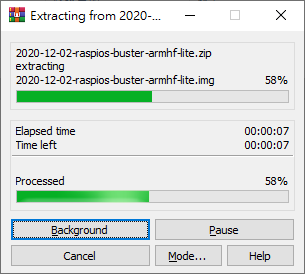 Extracting from 2020-...
2020-12-02-raspios-buster-armhf-lite.zip
extracting
2020-12-02-raspios-buster-armhf-lite.img 58%
Elapsed time 00:00:07
Time left 00:00:07
Processed 58%
Background Pause
Cancel Mode... Help